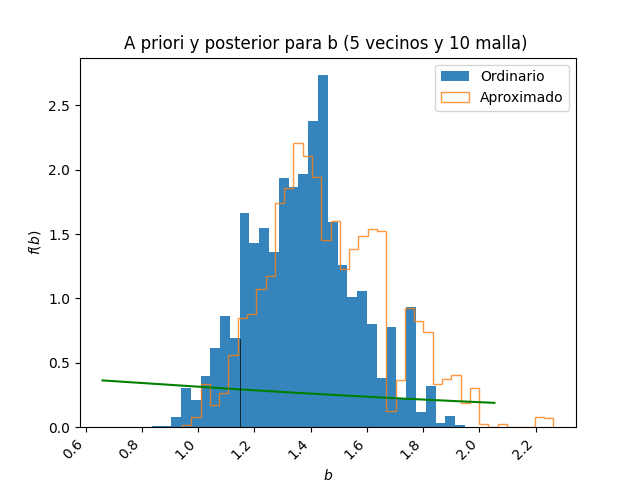 A priori y posterior para b (5 vecinos y 10 malla)
Ordinario
Aproximado
f(b)
2.5
2.0
1.5
1.0
0.5
0.0
0.6 0.8 1.0 1.2 1.4 1.6 1.8 2.0 2.2
b